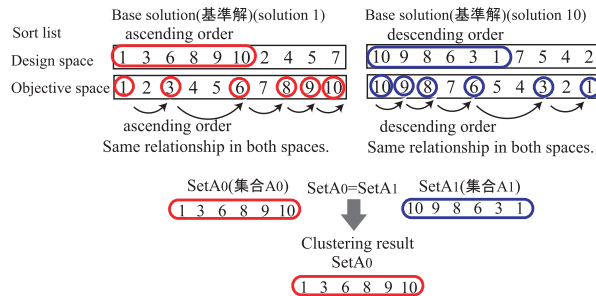 Base solution(基準解)(solution 1)
Sort list
ascending order
Design space 1 3 6 8 9 10 2 4 5 7
Objective space 1 2 3 4 5 6 7 8 9 10
ascending order
Same relationship in both spaces.
Base solution(基準解)(solution 10)
descending order
10 9 8 6 3 1 7 5 4 2
10 9 8 7 6 5 4 3 2 1
descending order
Same relationship in both spaces.
SetA0(集合A0)
1 3 6 8 9 10
SetA0=SetA1
SetA1(集合A1)
10 9 8 6 3 1
Clustering result
SetA0
1 3 6 8 9 10